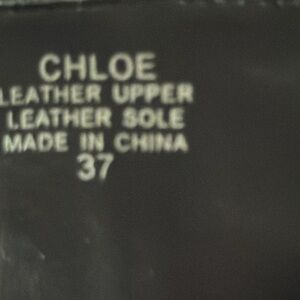 CHLOE
LEATHER UPPER
LEATHER SOLE
MADE IN CHINA
37